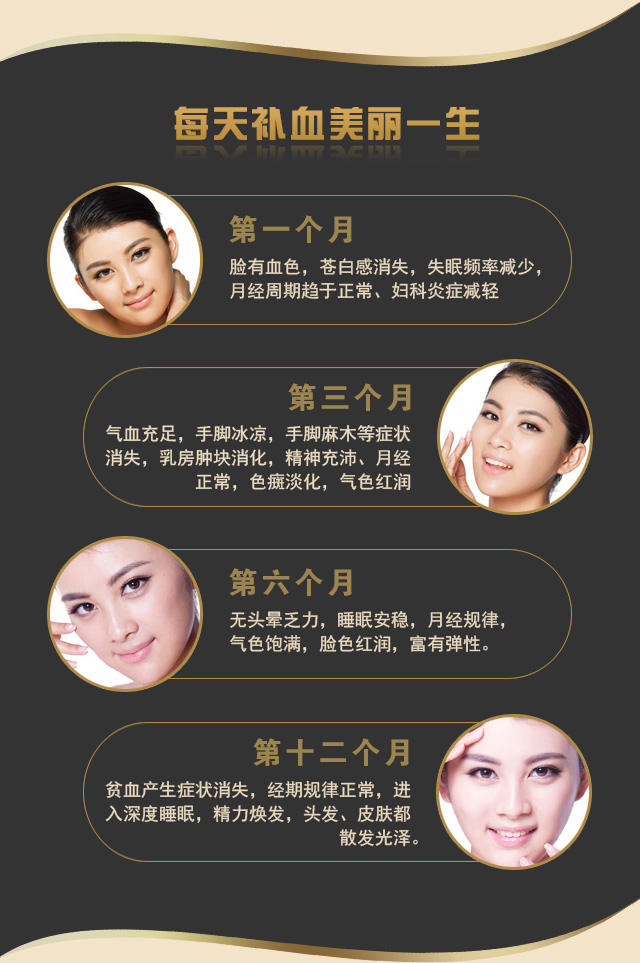 每天补血美丽一生
第一个月
脸有血色，苍白感消失，失眠频率减少，
月经周期趋于正常、妇科炎症减轻
第三个月
气血充足，手脚冰凉，手脚麻木等症状
消失，乳房肿块消化，精神充沛、月经
正常，色斑淡化，气色红润
第六个月
无头晕乏力，睡眠安稳，月经规律，
气色饱满，脸色红润，富有弹性。
第十二个月
贫血产生症状消失，经期规律正常，进
入深度睡眠，精力焕发，头发、皮肤都
散发光泽。